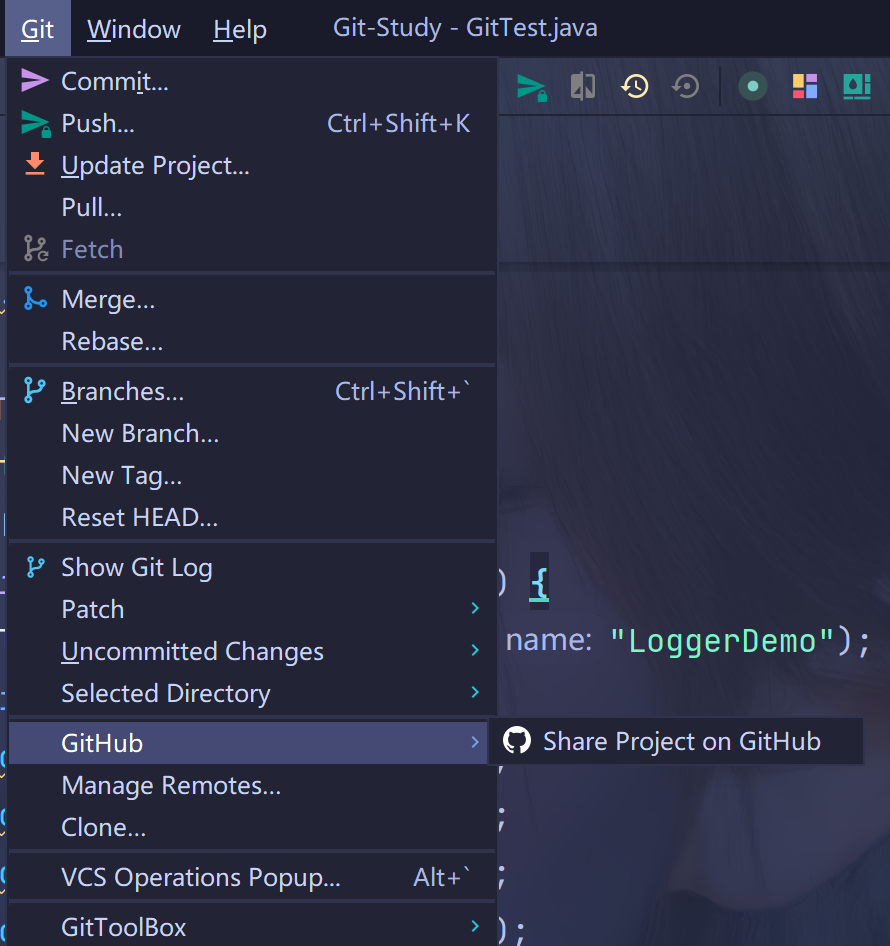 Git Window Help Git-Study - GitTest.java
Commit...
Push... Ctrl+Shift+K
Update Project...
Pull...
Fetch
Merge...
Rebase...
Branches... Ctrl+Shift+`
New Branch...
New Tag...
Reset HEAD...
Show Git Log
) {
Patch
name: "LoggerDemo");
Uncommitted Changes
Selected Directory
GitHub
Share Project on GitHub
Manage Remotes...
;
Clone...
VCS Operations Popup... Alt+`
;
GitToolBox
);